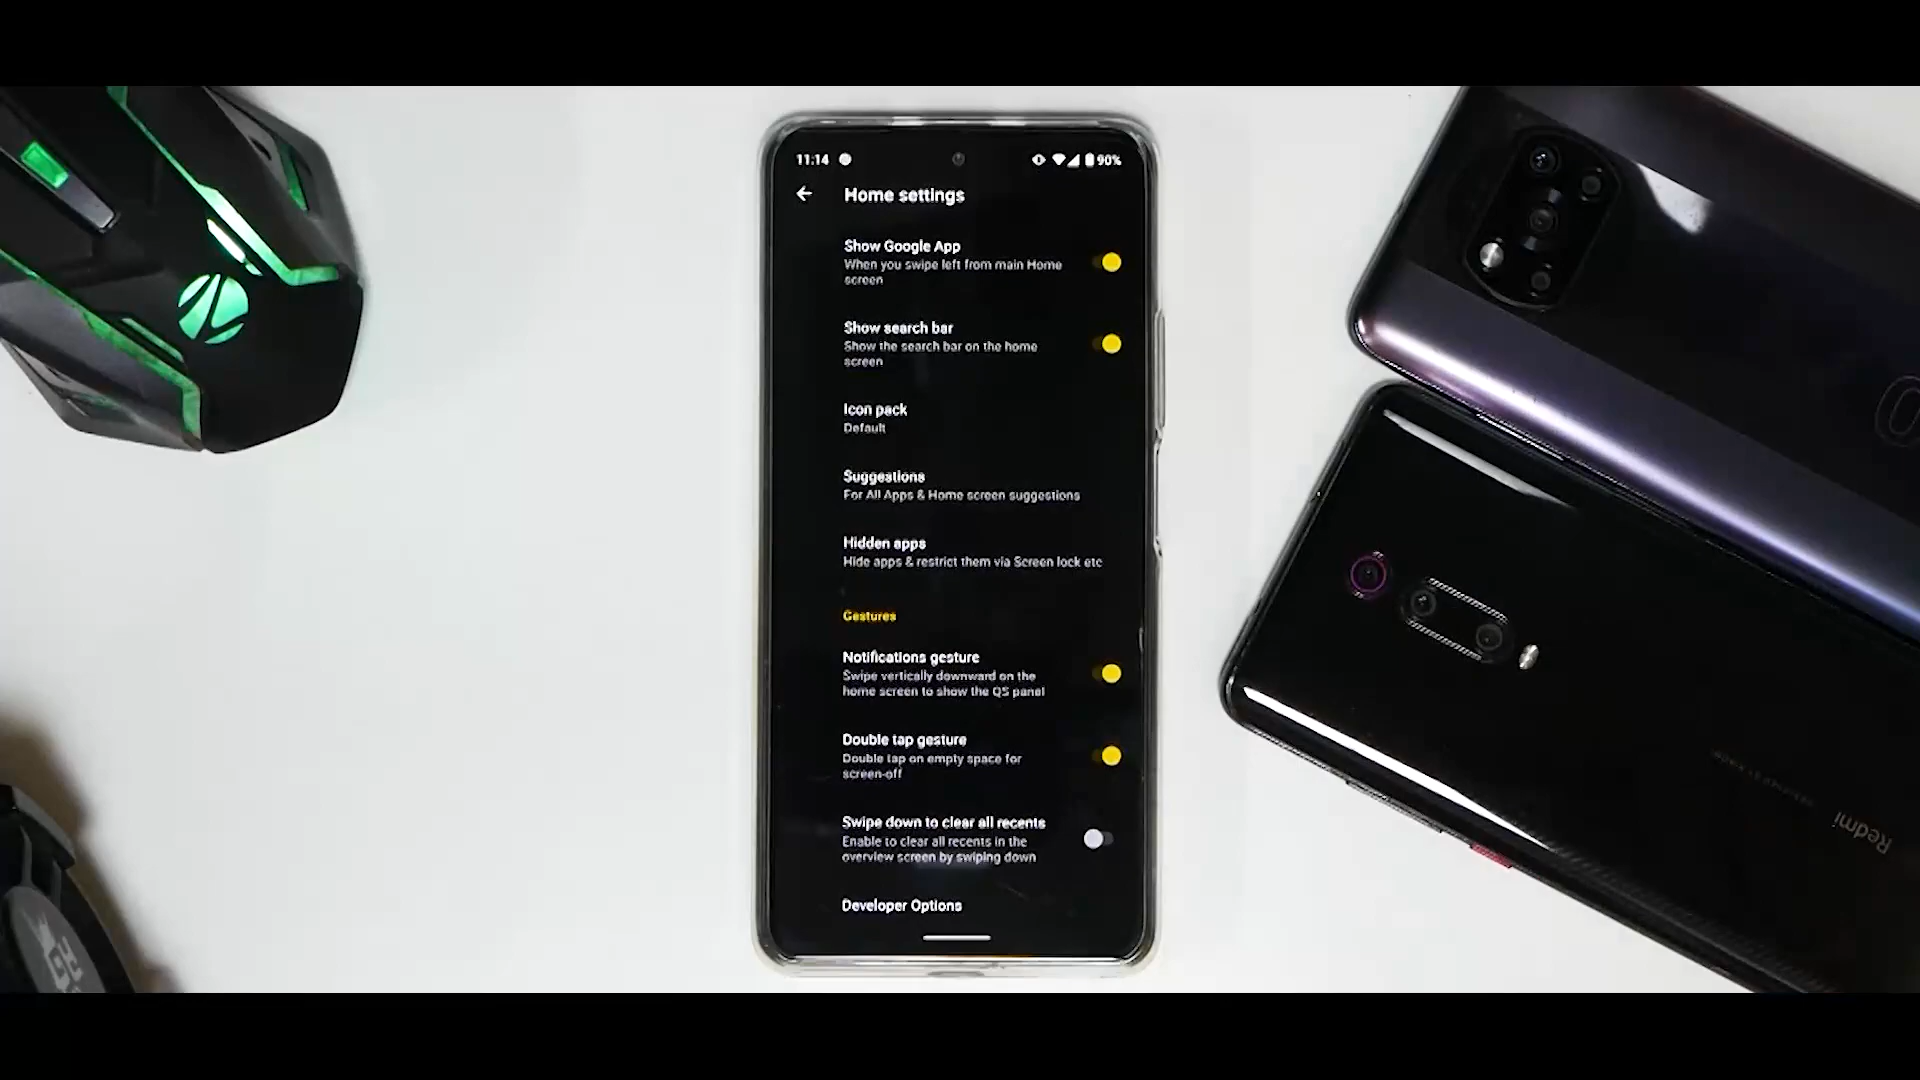 11:14
90%
Home settings
Show Google App
When you swipe left from main Home
screen
Show search bar
Show the search bar on the home
screen
Icon pack
Default
Suggestions
For All Apps & Home screen suggestions
Hidden apps
Hide apps & restrict them via Screen lock etc
Gestures
Notifications gesture
Swipe vertically downward on the
home screen to show the QS panel
Double tap gesture
Double tap on empty space for
screen-off
Swipe down to clear all recents
Enable to clear all recents in the
overview screen by swiping down
Developer Options
Redmi